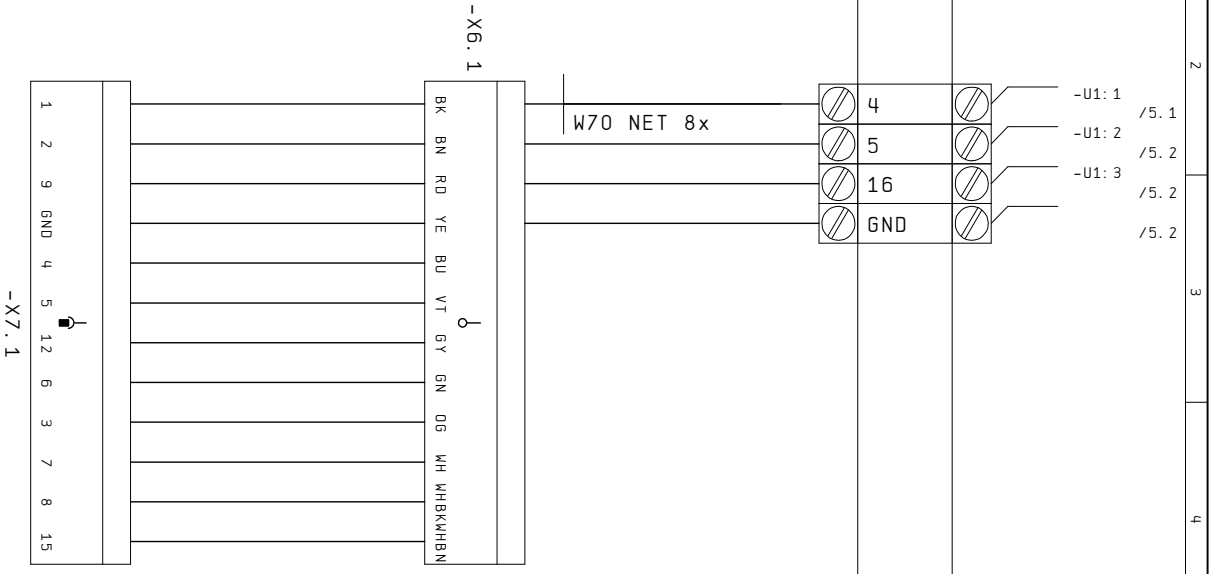 -X6.1
2
1 BK 4 -U1:1 /5.1
W70 NET 8x
2 BN 5 -U1:2 /5.2
9 RD 16 -U1:3 /5.2
GND YE GND /5.2
4 BU
5 VT
3
-X7.1
12 GY
6 GN
3 OG
7 WH
8 WHBK
4
15 WHBN